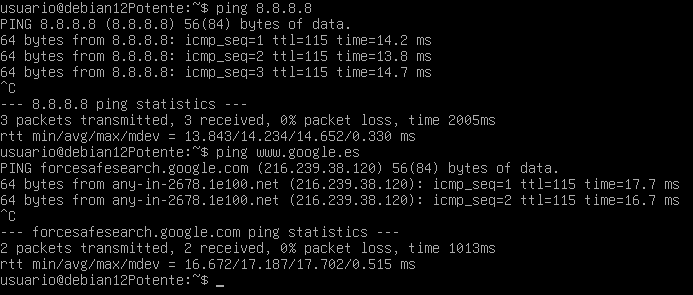 usuario@debian12Potente:~$ ping 8.8.8.8
PING 8.8.8.8 (8.8.8.8) 56(84) bytes of data.
64 bytes from 8.8.8.8: icmp_seq=1 ttl=115 time=14.2 ms
64 bytes from 8.8.8.8: icmp_seq=2 ttl=115 time=13.8 ms
64 bytes from 8.8.8.8: icmp_seq=3 ttl=115 time=14.7 ms
^C
--- 8.8.8.8 ping statistics ---
3 packets transmitted, 3 received, 0% packet loss, time 2005ms
rtt min/avg/max/mdev = 13.843/14.234/14.652/0.330 ms
usuario@debian12Potente:~$ ping www.google.es
PING forcesafesearch.google.com (216.239.38.120) 56(84) bytes of data.
64 bytes from any-in-2678.1e100.net (216.239.38.120): icmp_seq=1 ttl=115 time=17.7 ms
64 bytes from any-in-2678.1e100.net (216.239.38.120): icmp_seq=2 ttl=115 time=16.7 ms
^C
--- forcesafesearch.google.com ping statistics ---
2 packets transmitted, 2 received, 0% packet loss, time 1013ms
rtt min/avg/max/mdev = 16.672/17.187/17.702/0.515 ms
usuario@debian12Potente:~$ _